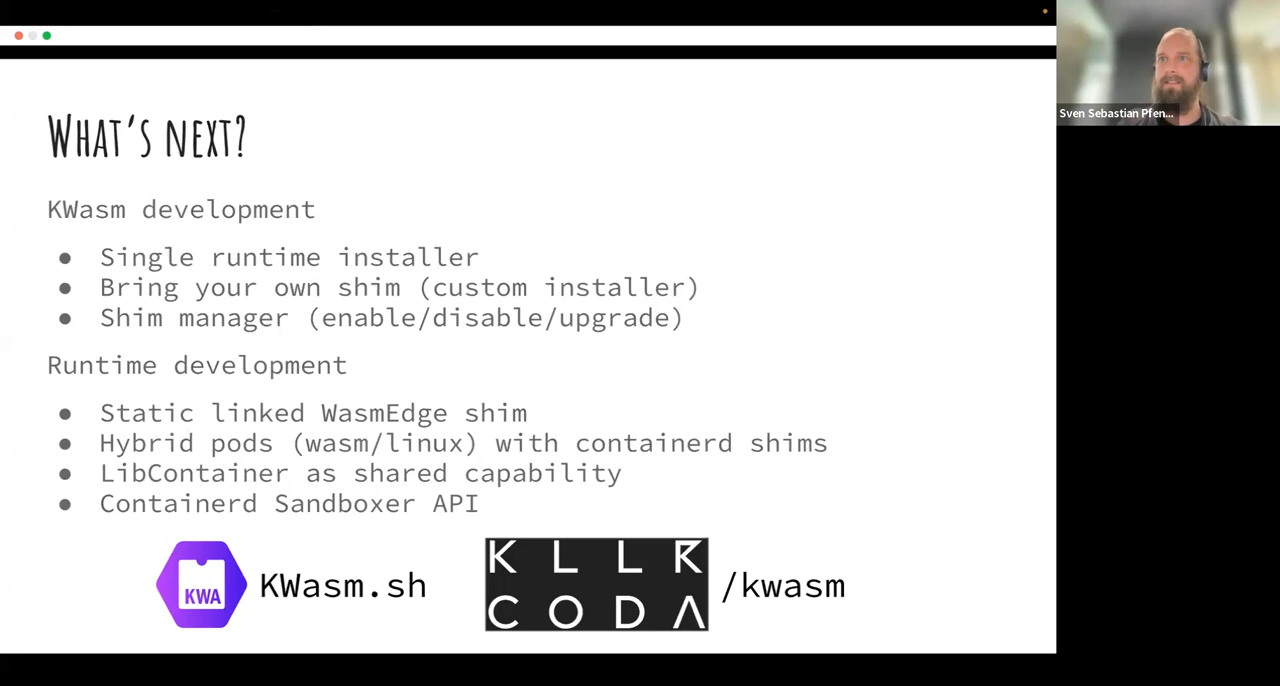 What's next?
KWasm development
● Single runtime installer
● Bring your own shim (custom installer)
● Shim manager (enable/disable/upgrade)
Runtime development
● Static linked WasmEdge shim
● Hybrid pods (wasm/linux) with containerd shims
● LibContainer as shared capability
● Containerd Sandboxer API
KWA
KWasm.sh
KLLR
CODA
/kwasm
Sven Sebastian Pfen...